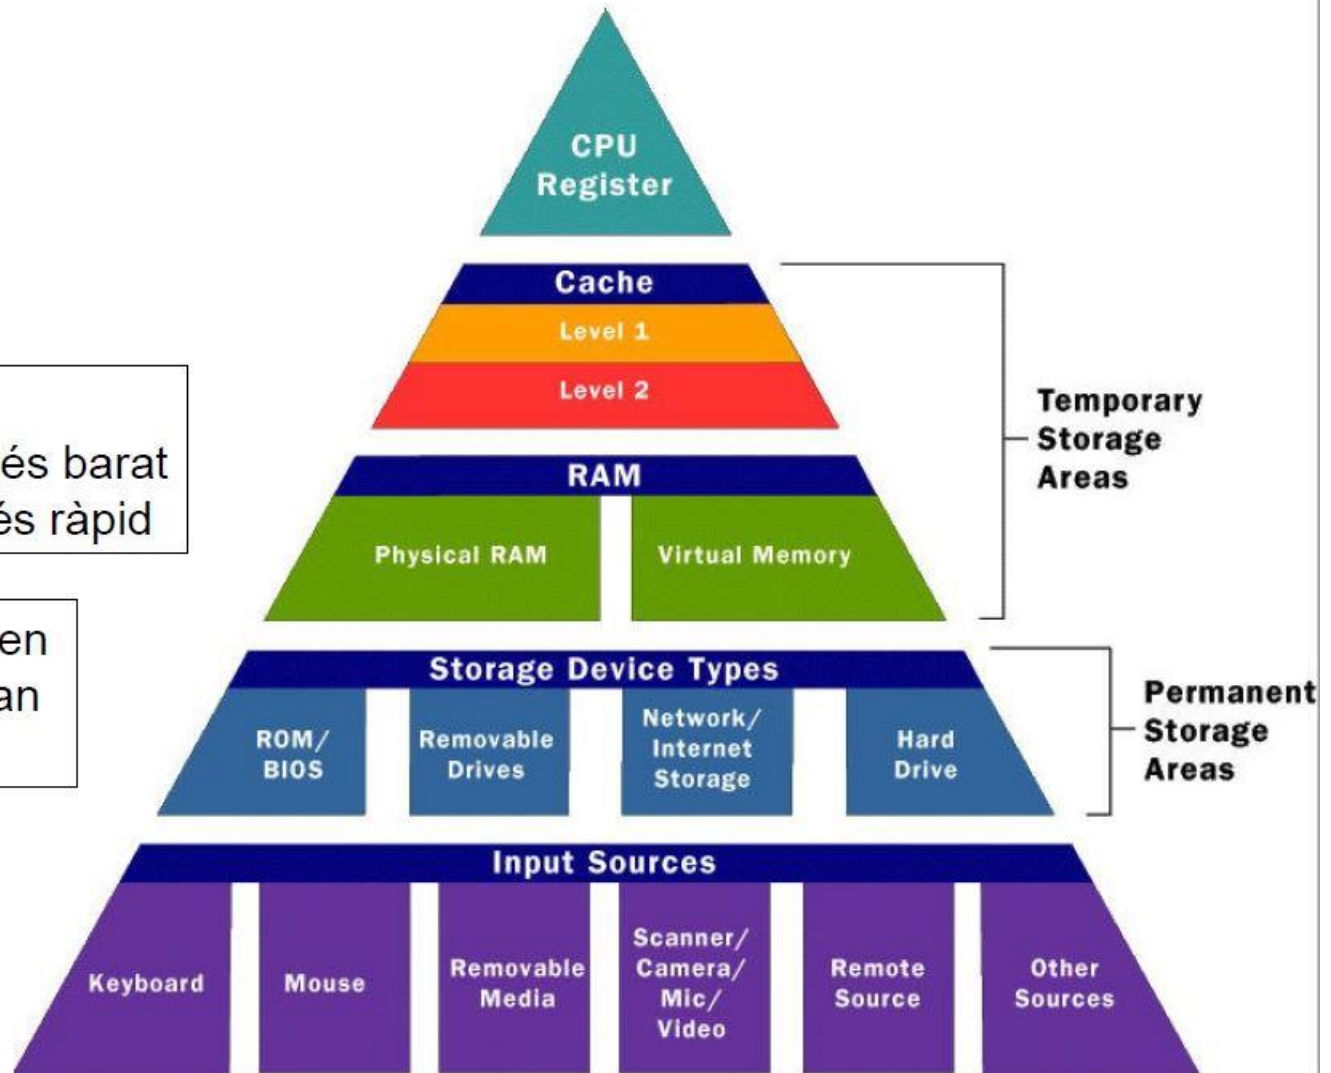 CPU
Register
Cache
Level 1
Level 2
Temporary
Storage
Areas
és barat
és ràpid
RAM
Physical RAM
Virtual Memory
en
an
Storage Device Types
ROM/
BIOS
Removable
Drives
Network/
Internet
Storage
Hard
Drive
Permanent
Storage
Areas
Input Sources
Keyboard
Mouse
Removable
Media
Scanner/
Camera/
Mic/
Video
Remote
Source
Other
Sources